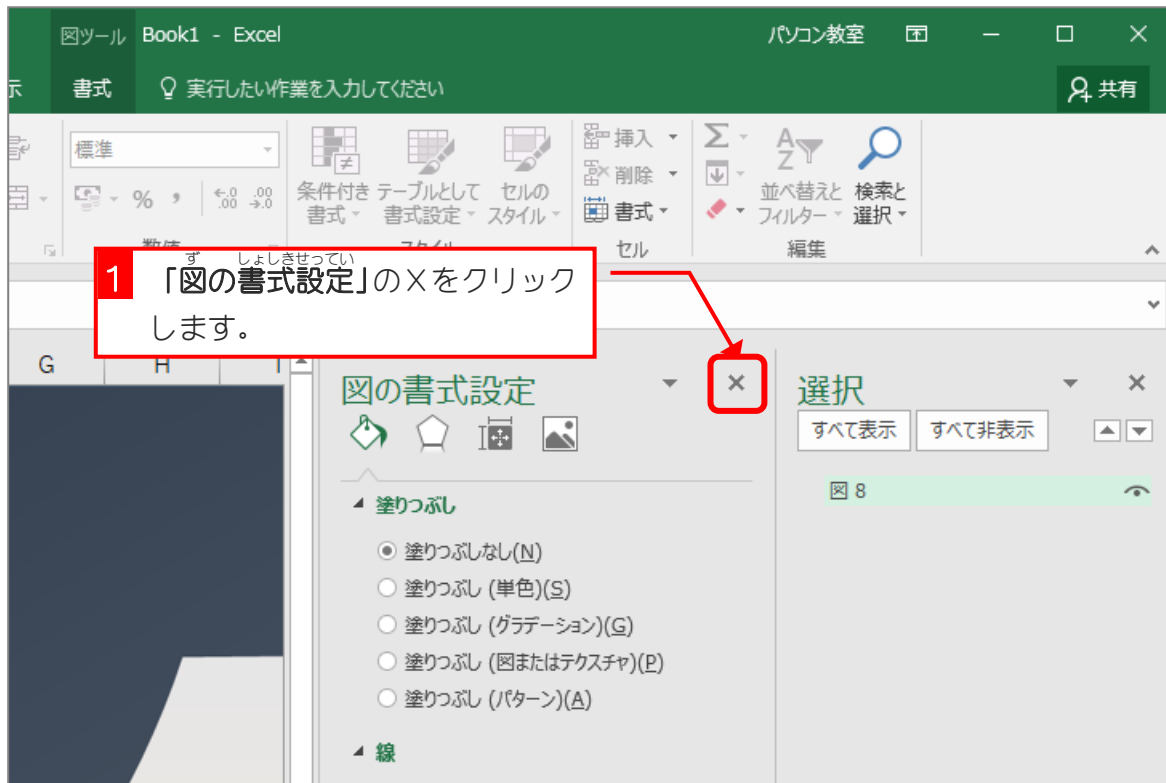 図ツール Book1 - Excel パソコン教室
示 書式 実行したい作業を入力してください 共有
標準
% , ←.0 .00 .00 →.0
条件付き書式 テーブルとして書式設定 セルのスタイル
挿入
削除
書式
Σ
A
Z
並べ替えとフィルター 検索と選択
セル 編集
ず しょしきせってい
1 「図の書式設定」の×をクリック
します。
G H I
図の書式設定
塗りつぶし
塗りつぶしなし(N)
塗りつぶし (単色)(S)
塗りつぶし (グラデーション)(G)
塗りつぶし (図またはテクスチャ)(P)
塗りつぶし (パターン)(A)
線
選択
すべて表示 すべて非表示
図 8